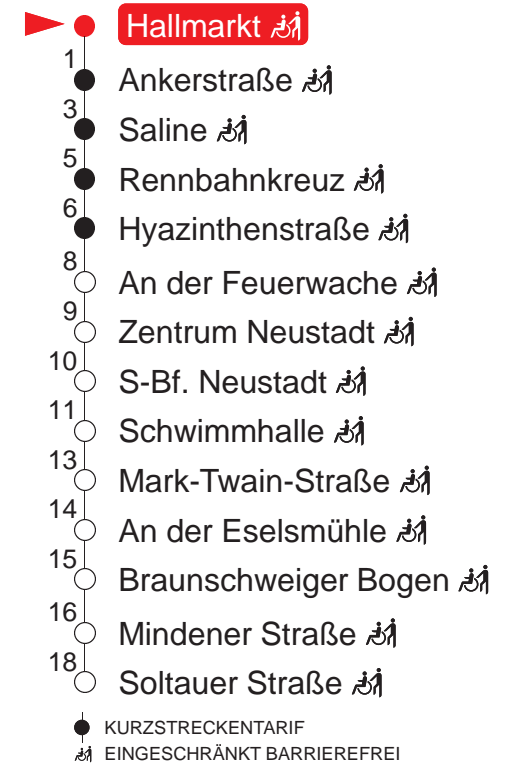 Hallmarkt
1
Ankerstraße
3
Saline
5
Rennbahnkreuz
6
Hyazinthenstraße
8
An der Feuerwache
9
Zentrum Neustadt
10
S-Bf. Neustadt
11
Schwimmhalle
13
Mark-Twain-Straße
14
An der Eselsmühle
15
Braunschweiger Bogen
16
Mindener Straße
18
Soltauer Straße
KURZSTRECKENTARIF
EINGESCHRÄNKT BARRIEREFREI